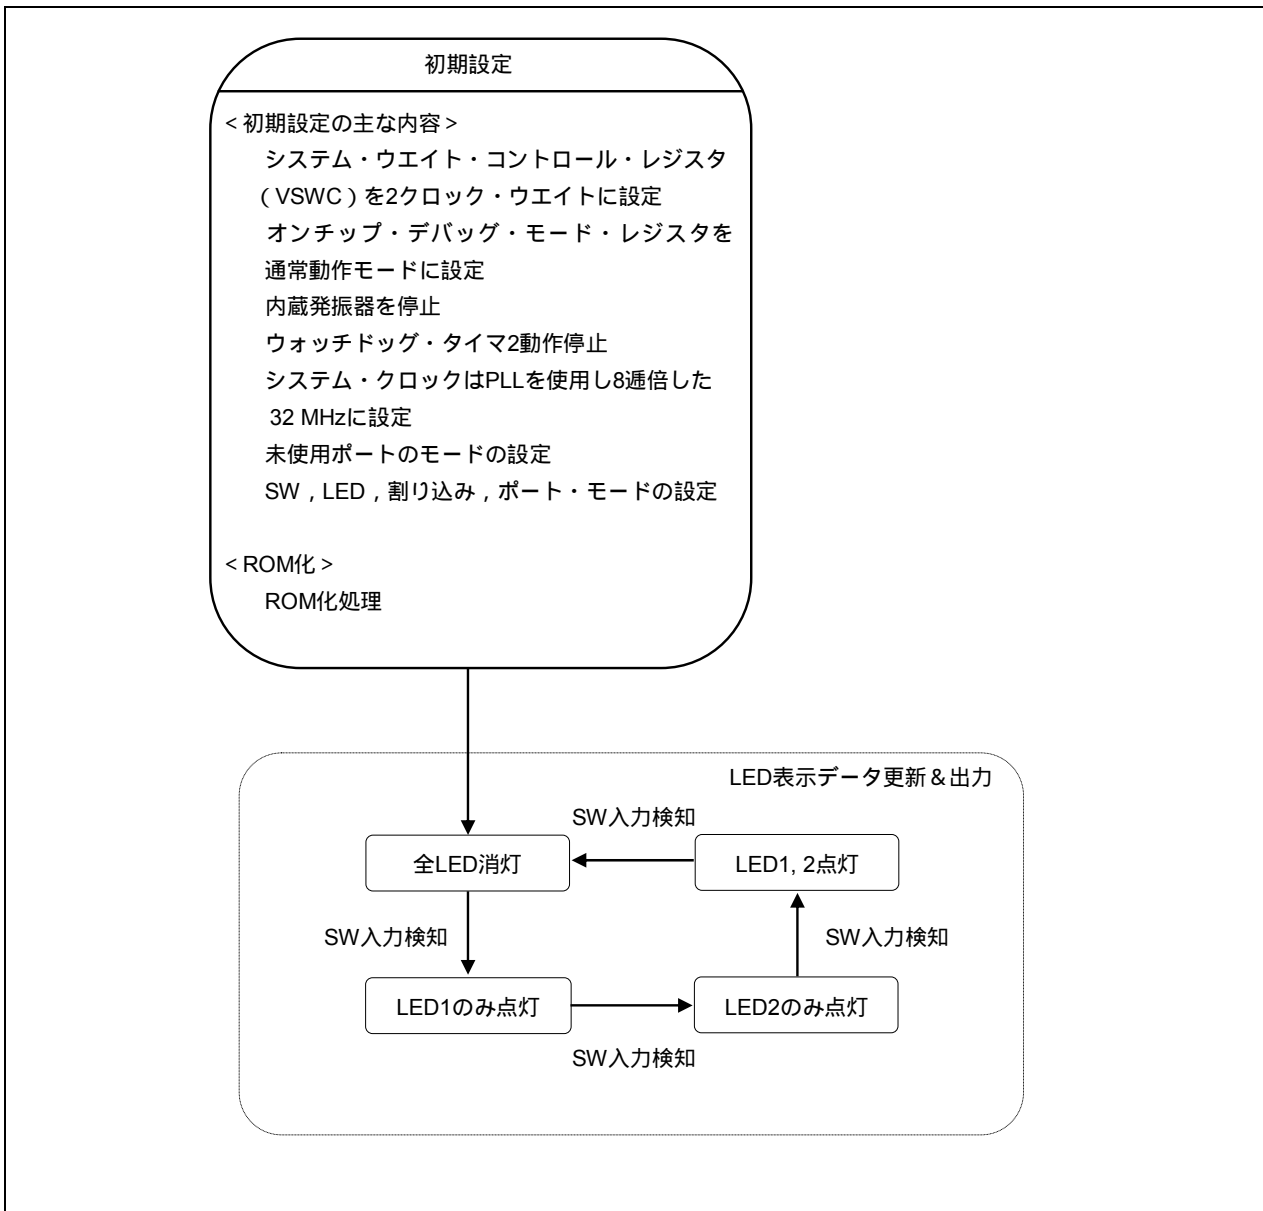 初期設定
<初期設定の主な内容>
システム・ウエイト・コントロール・レジスタ
(VSWC)を2クロック・ウエイトに設定
オンチップ・デバッグ・モード・レジスタを
通常動作モードに設定
内蔵発振器を停止
ウォッチドッグ・タイマ2動作停止
システム・クロックはPLLを使用し8逓倍した
32 MHzに設定
未使用ポートのモードの設定
SW,LED,割り込み,ポート・モードの設定
<ROM化>
ROM化処理
LED表示データ更新&出力
SW入力検知
全LED消灯
LED1, 2点灯
SW入力検知
SW入力検知
LED1のみ点灯
LED2のみ点灯
SW入力検知